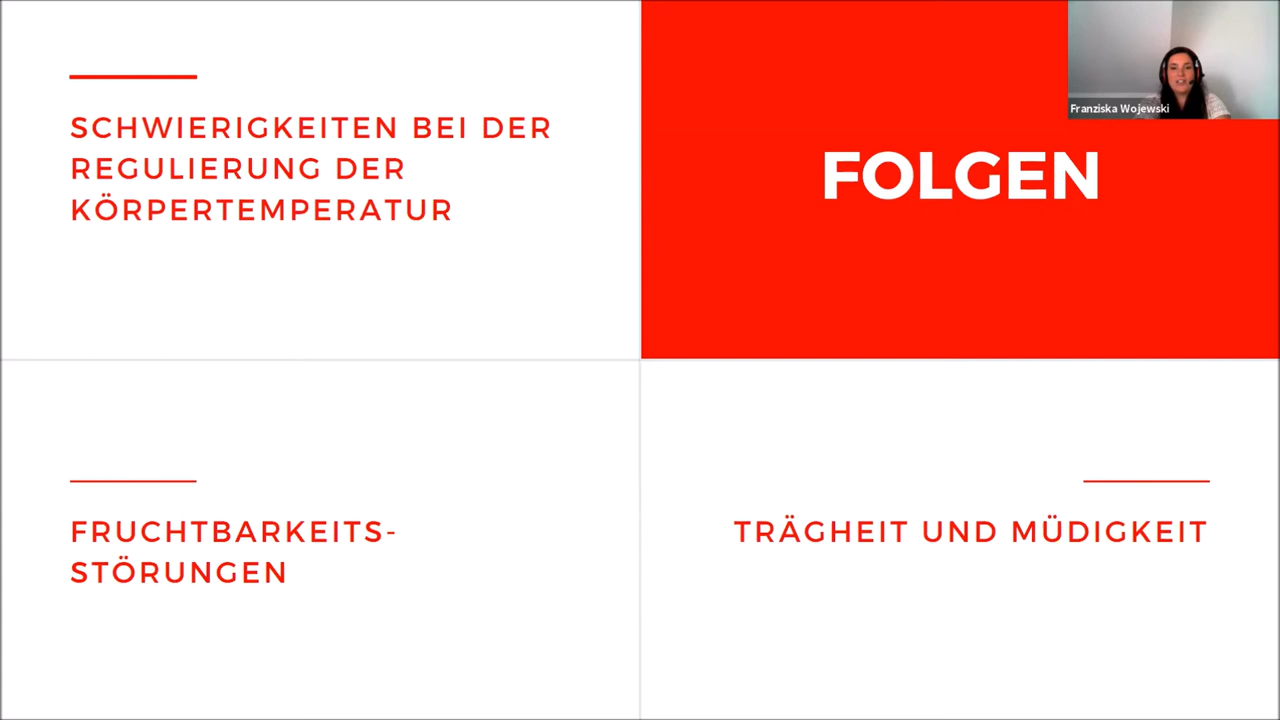 SCHWIERIGKEITEN BEI DER
REGULIERUNG DER
KÖRPERTEMPERATUR
FOLGEN
Franziska Wojewski
FRUCHTBARKEITS-
STÖRUNGEN
TRÄGHEIT UND MÜDIGKEIT